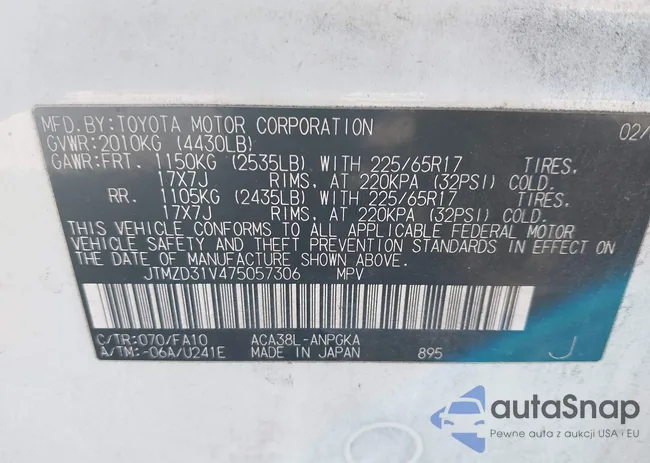 MFD.BY:TOYOTA MOTOR CORPORATION 02/
GVWR:2010KG (4430LB)
GAWR:FRT. 1150KG (2535LB) WITH 225/65R17 TIRES,
17X7J RIMS, AT 220KPA (32PSI) COLD.
RR. 1105KG (2435LB) WITH 225/65R17 TIRES,
17X7J RIMS, AT 220KPA (32PSI) COLD.
THIS VEHICLE CONFORMS TO ALL APPLICABLE FEDERAL MOTOR
VEHICLE SAFETY AND THEFT PREVENTION STANDARDS IN EFFECT ON
THE DATE OF MANUFACTURE SHOWN ABOVE.
JTMZD31V475057306 MPV
C/TR:070/FA10 ACA38L-ANPGKA
A/TM:-06A/U241E MADE IN JAPAN 895 J
autaSnap
Pewne auta z aukcji USA i EU